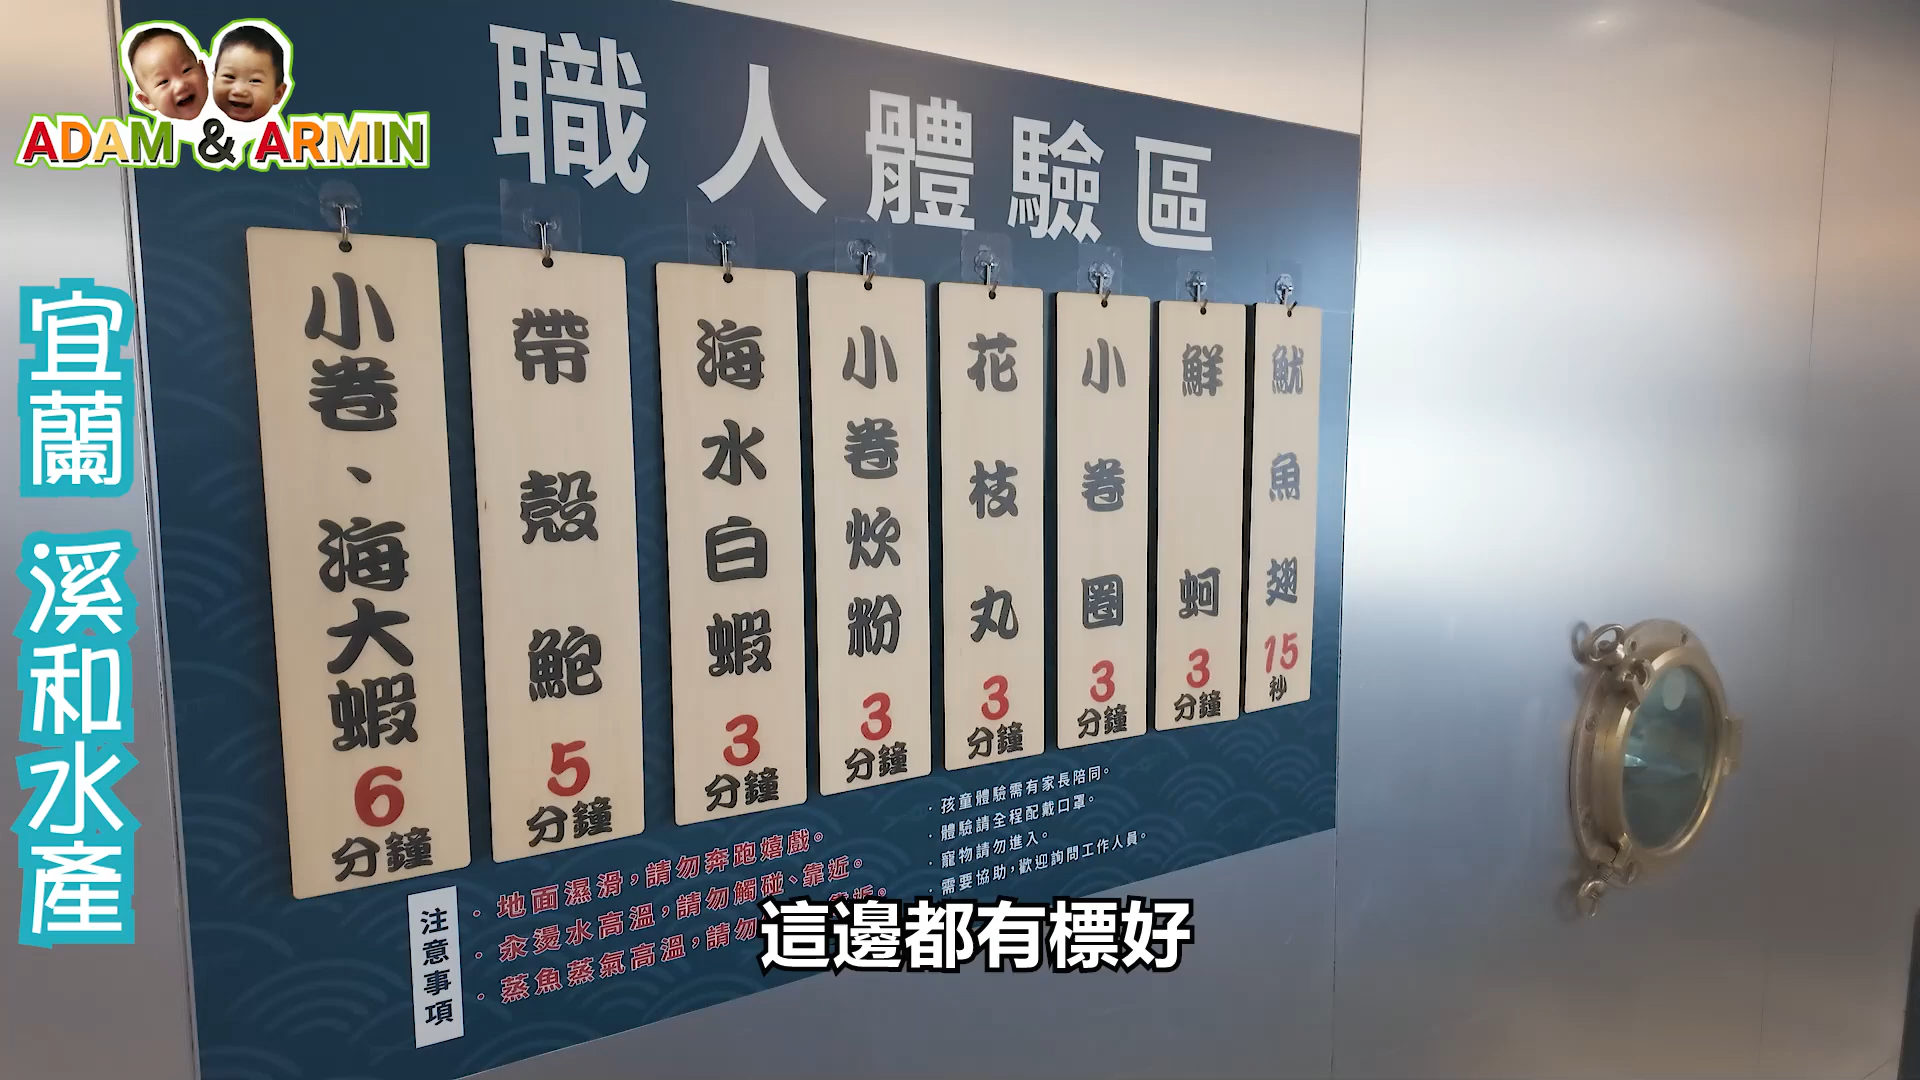 ADAM & ARMIN
宜蘭 溪和水產
職人體驗區
小卷、海大蝦 6 分鐘
帶殼鮑 5 分鐘
海水白蝦 3 分鐘
小卷炊粉 3 分鐘
花枝丸 3 分鐘
小卷圈 3 分鐘
鮮蚵 3 分鐘
魷魚翅 15 秒
注意事項
· 地面濕滑，請勿奔跑嬉戲。
· 汆燙水高溫，請勿觸碰、靠近。
· 蒸魚蒸氣高溫，請勿
· 孩童體驗需有家長陪同。
· 體驗請全程配戴口罩。
· 寵物請勿進入。
· 需要協助，歡迎詢問工作人員。
這邊都有標好